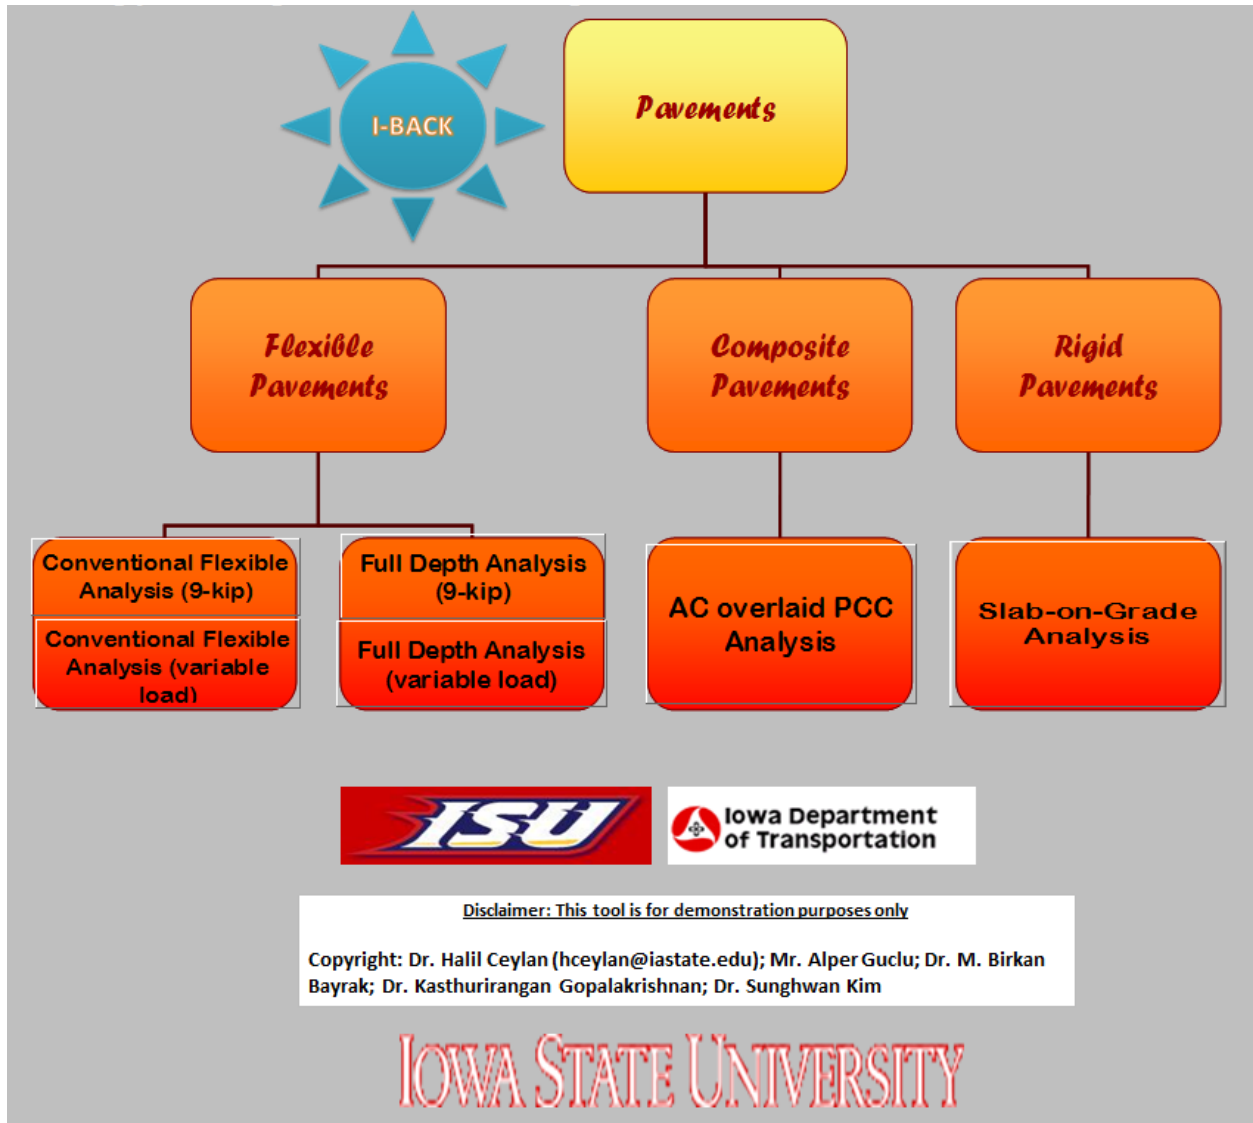 I-BACK
Pavements
Flexible
Pavements
Composite
Pavements
Rigid
Pavements
Conventional Flexible
Analysis (9-kip)
Conventional Flexible
Analysis (variable
load)
Full Depth Analysis
(9-kip)
Full Depth Analysis
(variable load)
AC overlaid PCC
Analysis
Slab-on-Grade
Analysis
ISU
Iowa Department
of Transportation
Disclaimer: This tool is for demonstration purposes only
Copyright: Dr. Halil Ceylan (hceylan@iastate.edu); Mr. Alper Guclu; Dr. M. Birkan
Bayrak; Dr. Kasthurirangan Gopalakrishnan; Dr. Sunghwan Kim
IOWA STATE UNIVERSITY